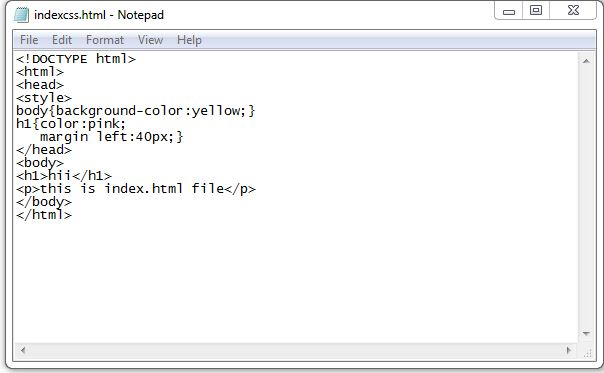 indexcss.html - Notepad
File Edit Format View Help
<!DOCTYPE html>
<html>
<head>
<style>
body{background-color:yellow;}
h1{color:pink;
   margin left:40px;}
</head>
<body>
<h1>hii</h1>
<p>this is index.html file</p>
</body>
</html>